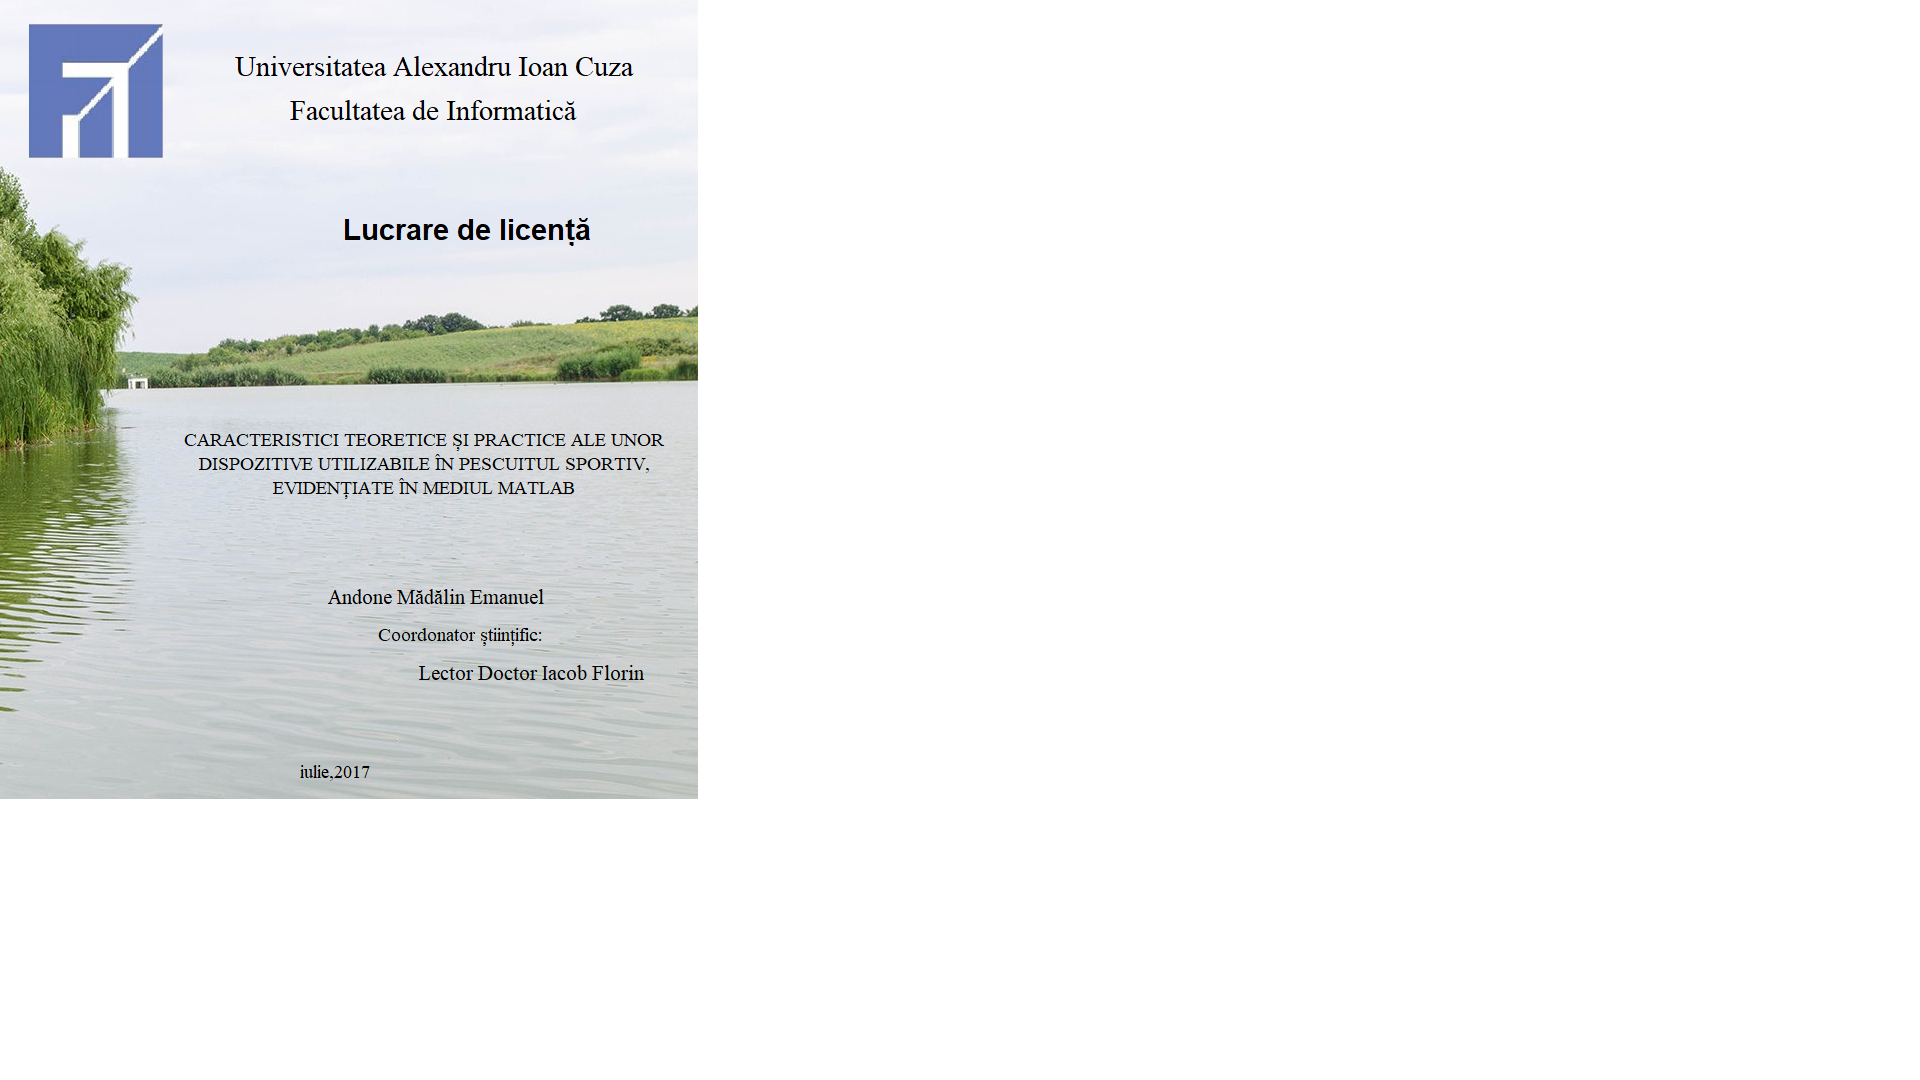 Universitatea Alexandru Ioan Cuza
Facultatea de Informatică
Lucrare de licență
CARACTERISTICI TEORETICE ȘI PRACTICE ALE UNOR
DISPOZITIVE UTILIZABILE ÎN PESCUITUL SPORTIV,
EVIDENȚIATE ÎN MEDIUL MATLAB
Andone Mădălin Emanuel
Coordonator științific:
Lector Doctor Iacob Florin
iulie,2017